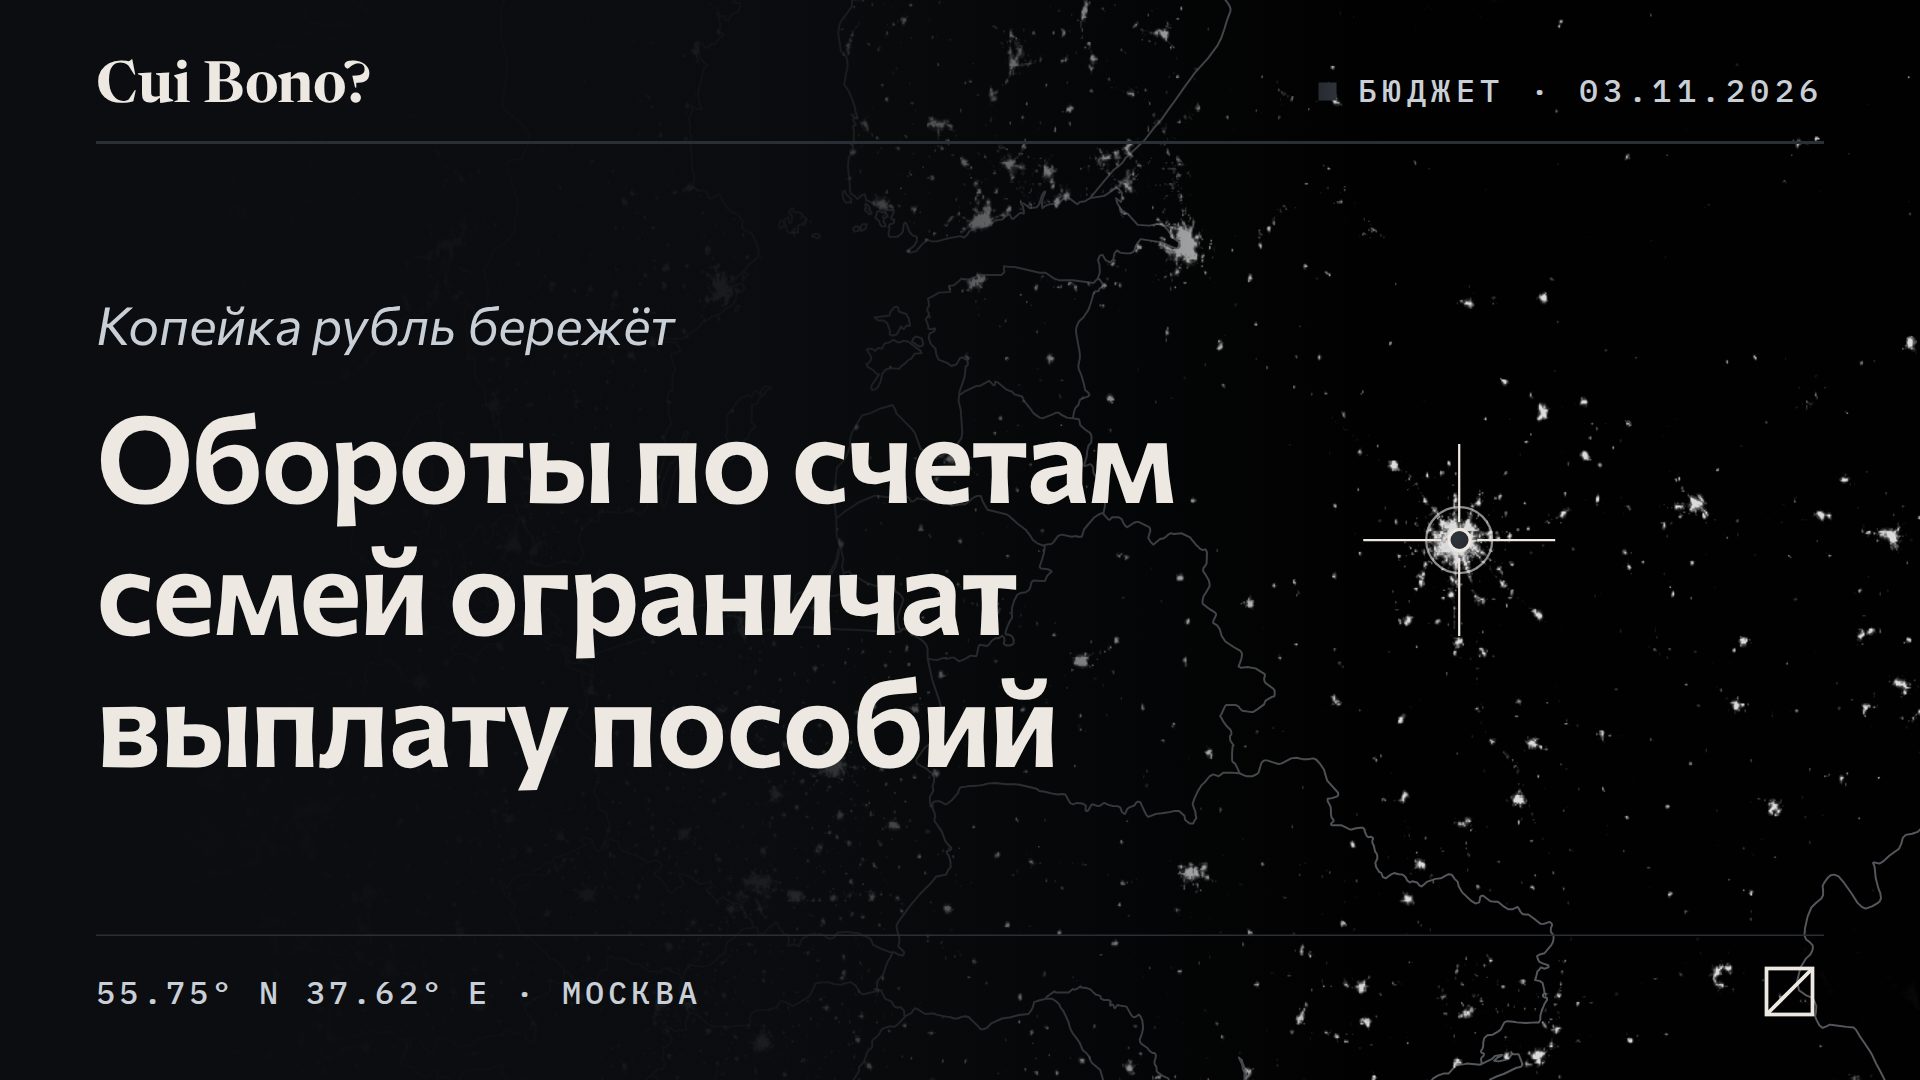 Cui Bono?
БЮДЖЕТ · 03.11.2026
Копейка рубль бережёт
Обороты по счетам
семей ограничат
выплату пособий
55.75° N 37.62° E · МОСКВА